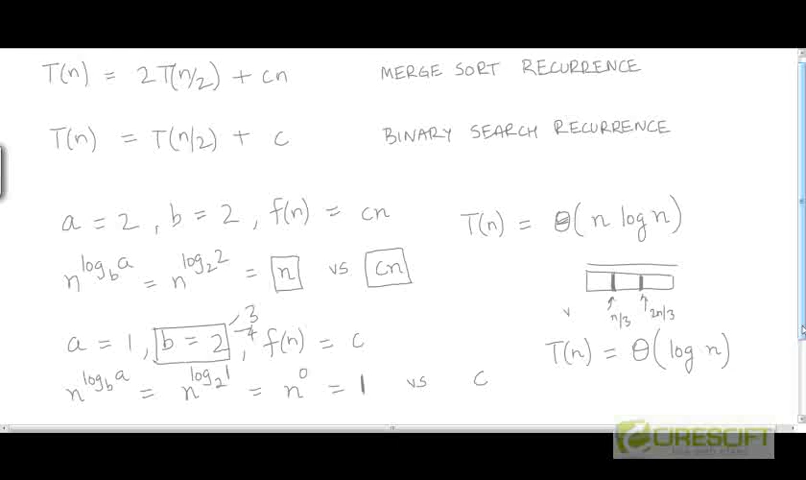 T(n) = 2T(n/2) + cn MERGE SORT RECURRENCE
T(n) = T(n/2) + c BINARY SEARCH RECURRENCE
a = 2, b = 2, f(n) = cn T(n) = Θ(n log n)
n^log_b a = n^log_2 2 = n vs cn
n/3 2n/3
3
4
a = 1, b = 2, f(n) = c T(n) = Θ(log n)
n^log_b a = n^log_2 1 = n^0 = 1 vs c